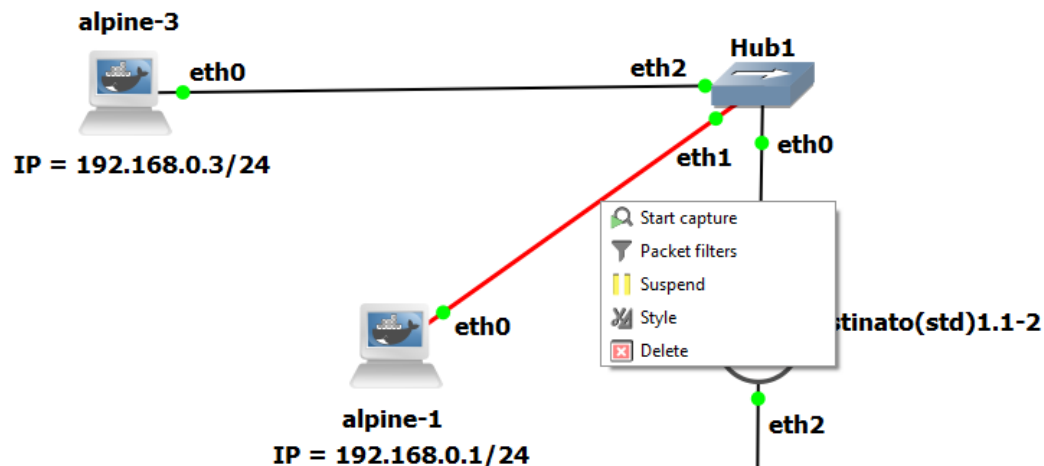 alpine-3
Hub1
eth0
eth2
IP = 192.168.0.3/24
eth1
eth0
Start capture
Packet filters
Suspend
Style
Delete
eth0
stinato(std)1.1-2
alpine-1
eth2
IP = 192.168.0.1/24